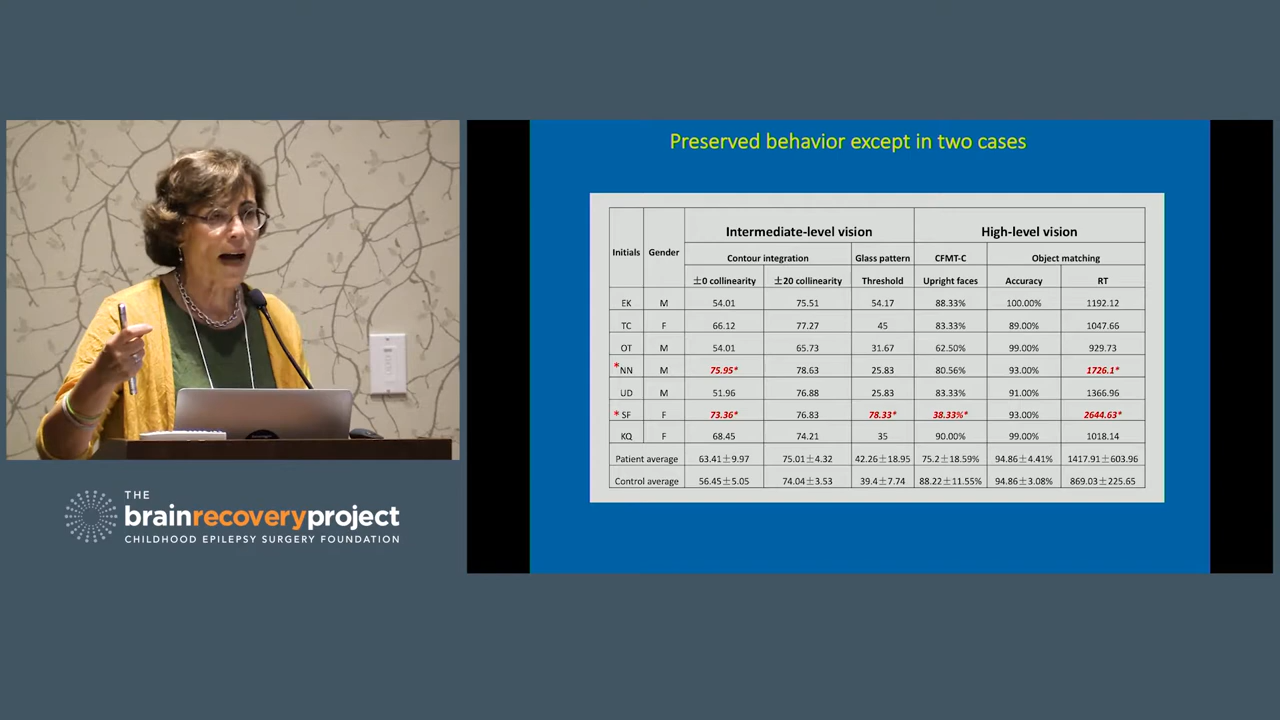 Preserved behavior except in two cases
Initials Gender Intermediate-level vision High-level vision
Contour integration Glass pattern CFMT-C Object matching
±0 collinearity ±20 collinearity Threshold Upright faces Accuracy RT
EK M 54.01 75.51 54.17 88.33% 100.00% 1192.12
TC F 66.12 77.27 45 83.33% 89.00% 1047.66
OT M 54.01 65.73 31.67 62.50% 99.00% 929.73
*NN M 75.95* 78.63 25.83 80.56% 93.00% 1726.1*
UD M 51.96 76.88 25.83 83.33% 91.00% 1366.96
* SF F 73.36* 76.83 78.33* 38.33%* 93.00% 2644.63*
KQ F 68.45 74.21 35 90.00% 99.00% 1018.14
Patient average 63.41±9.97 75.01±4.32 42.26±18.95 75.2±18.59% 94.86±4.41% 1417.91±603.96
Control average 56.45±5.05 74.04±3.53 39.4±7.74 88.22±11.55% 94.86±3.08% 869.03±225.65
THE
brainrecoveryproject
CHILDHOOD EPILEPSY SURGERY FOUNDATION